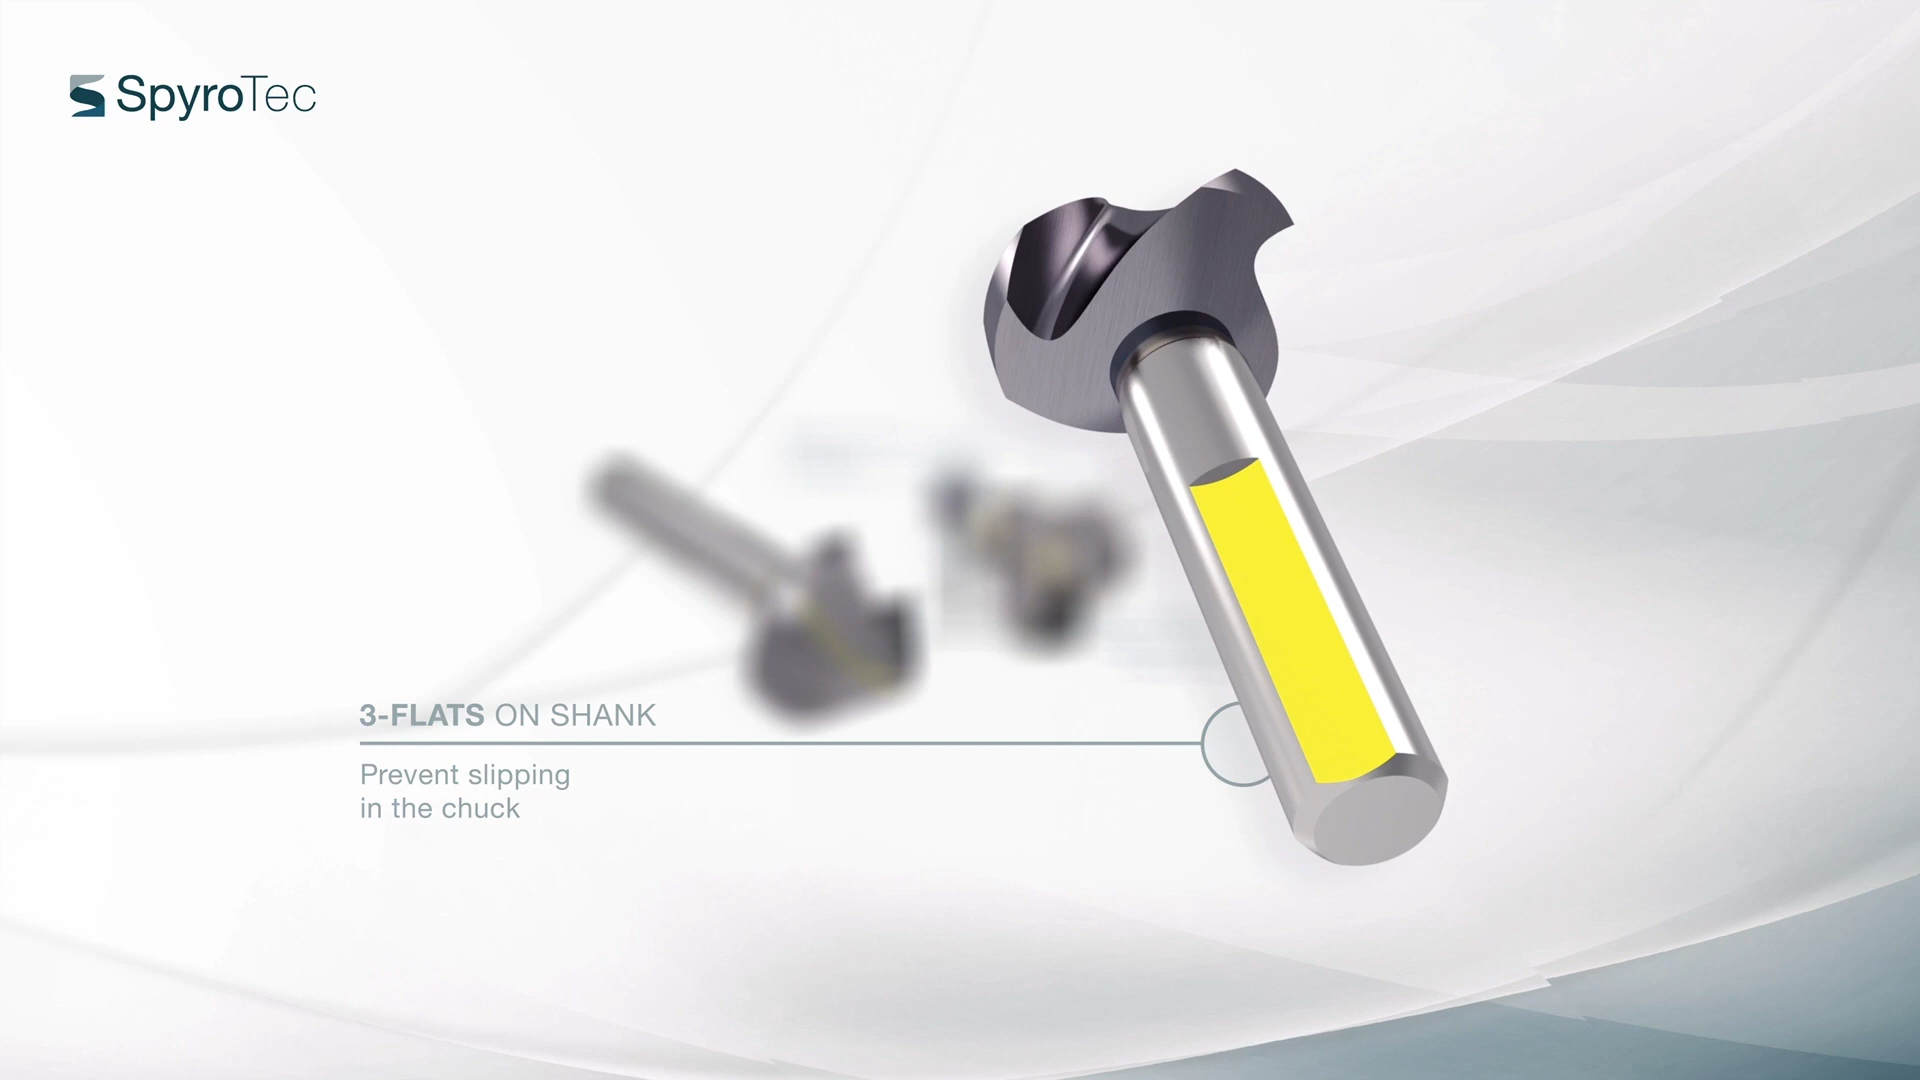 SpyroTec
3-FLATS ON SHANK
Prevent slipping
in the chuck